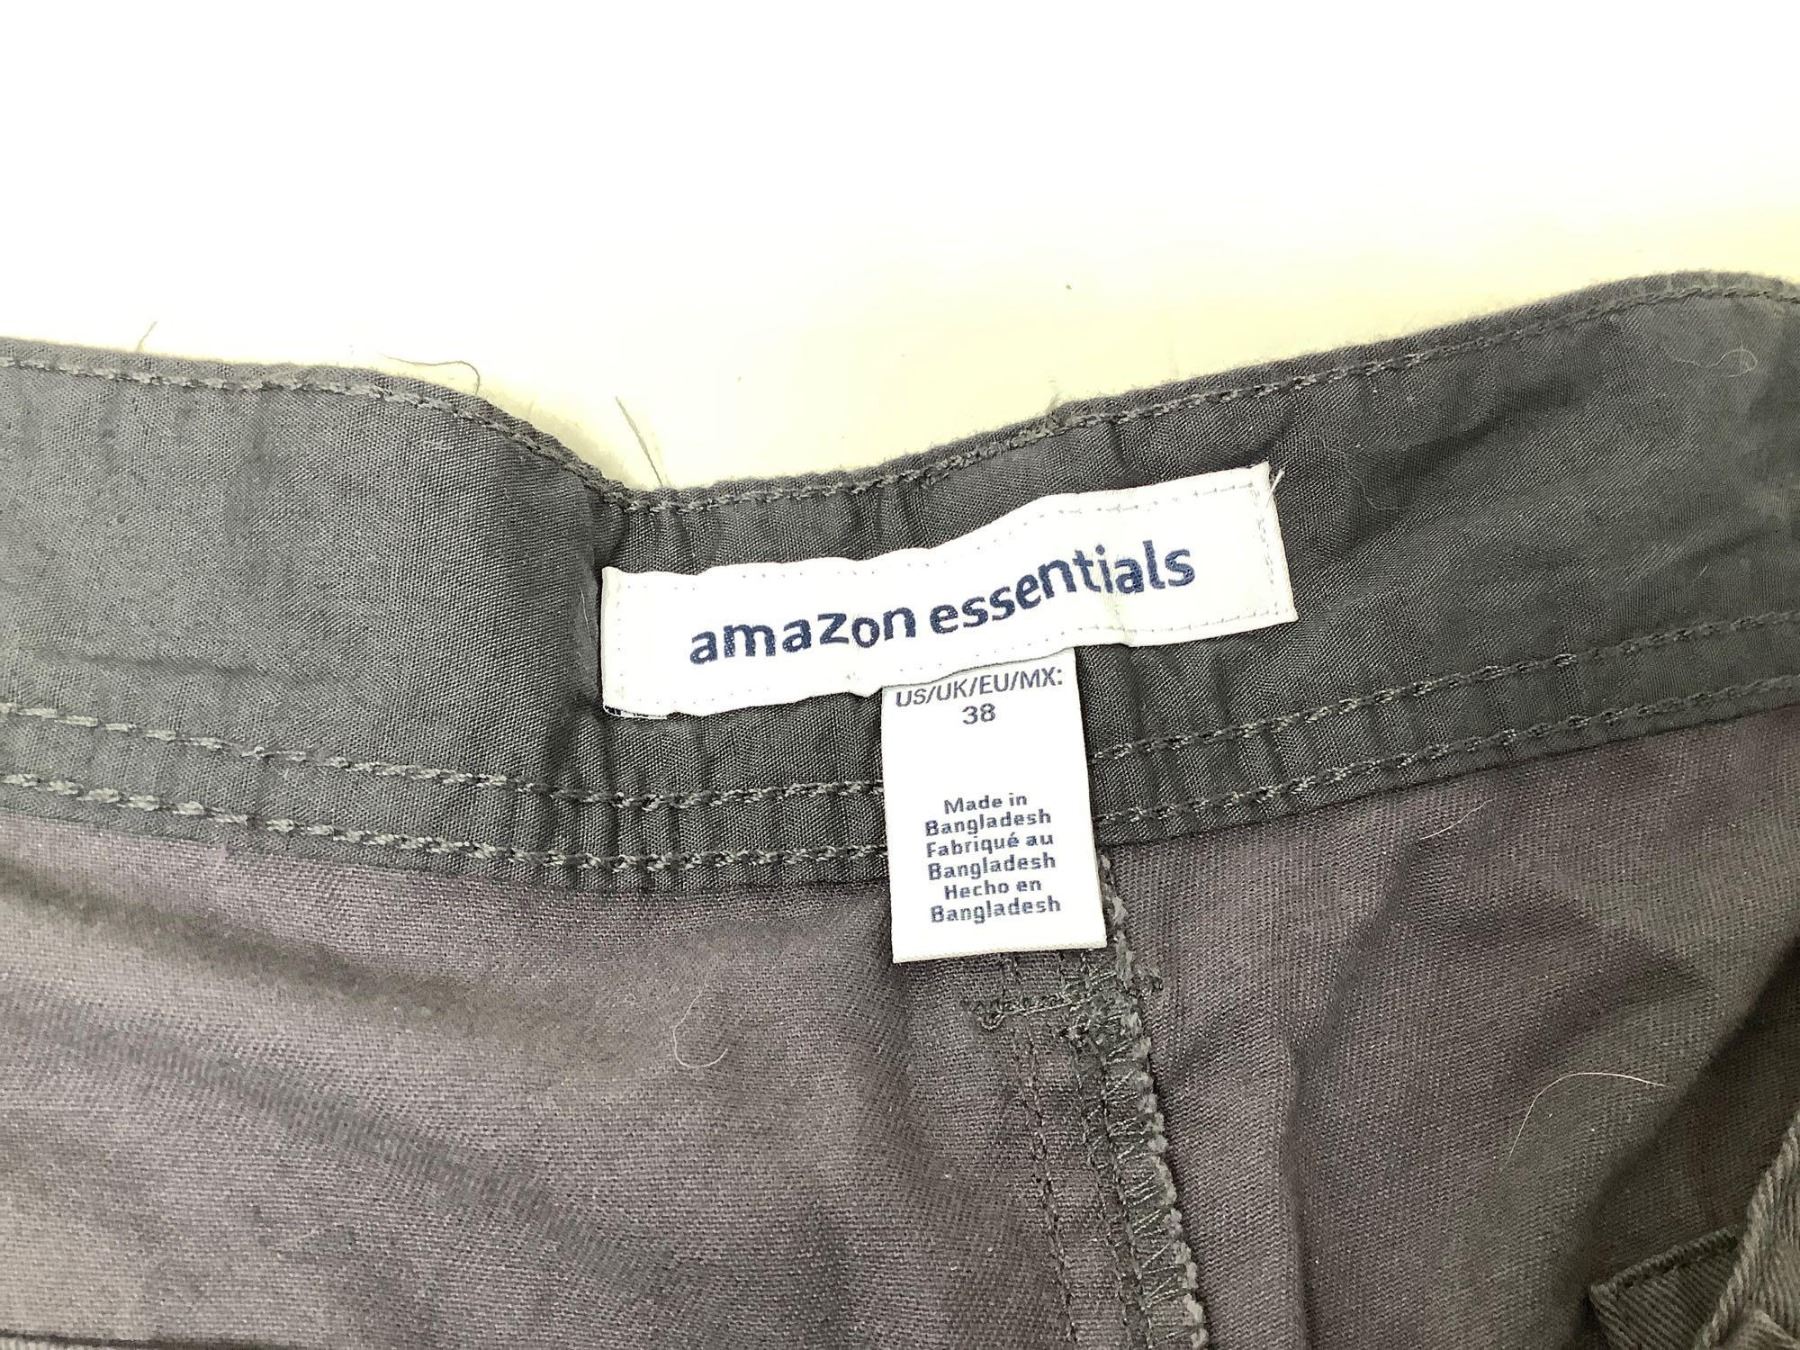 amazon essentials
US/UK/EU/MX:
38
Made in
Bangladesh
Fabriqué au
Bangladesh
Hecho en
Bangladesh